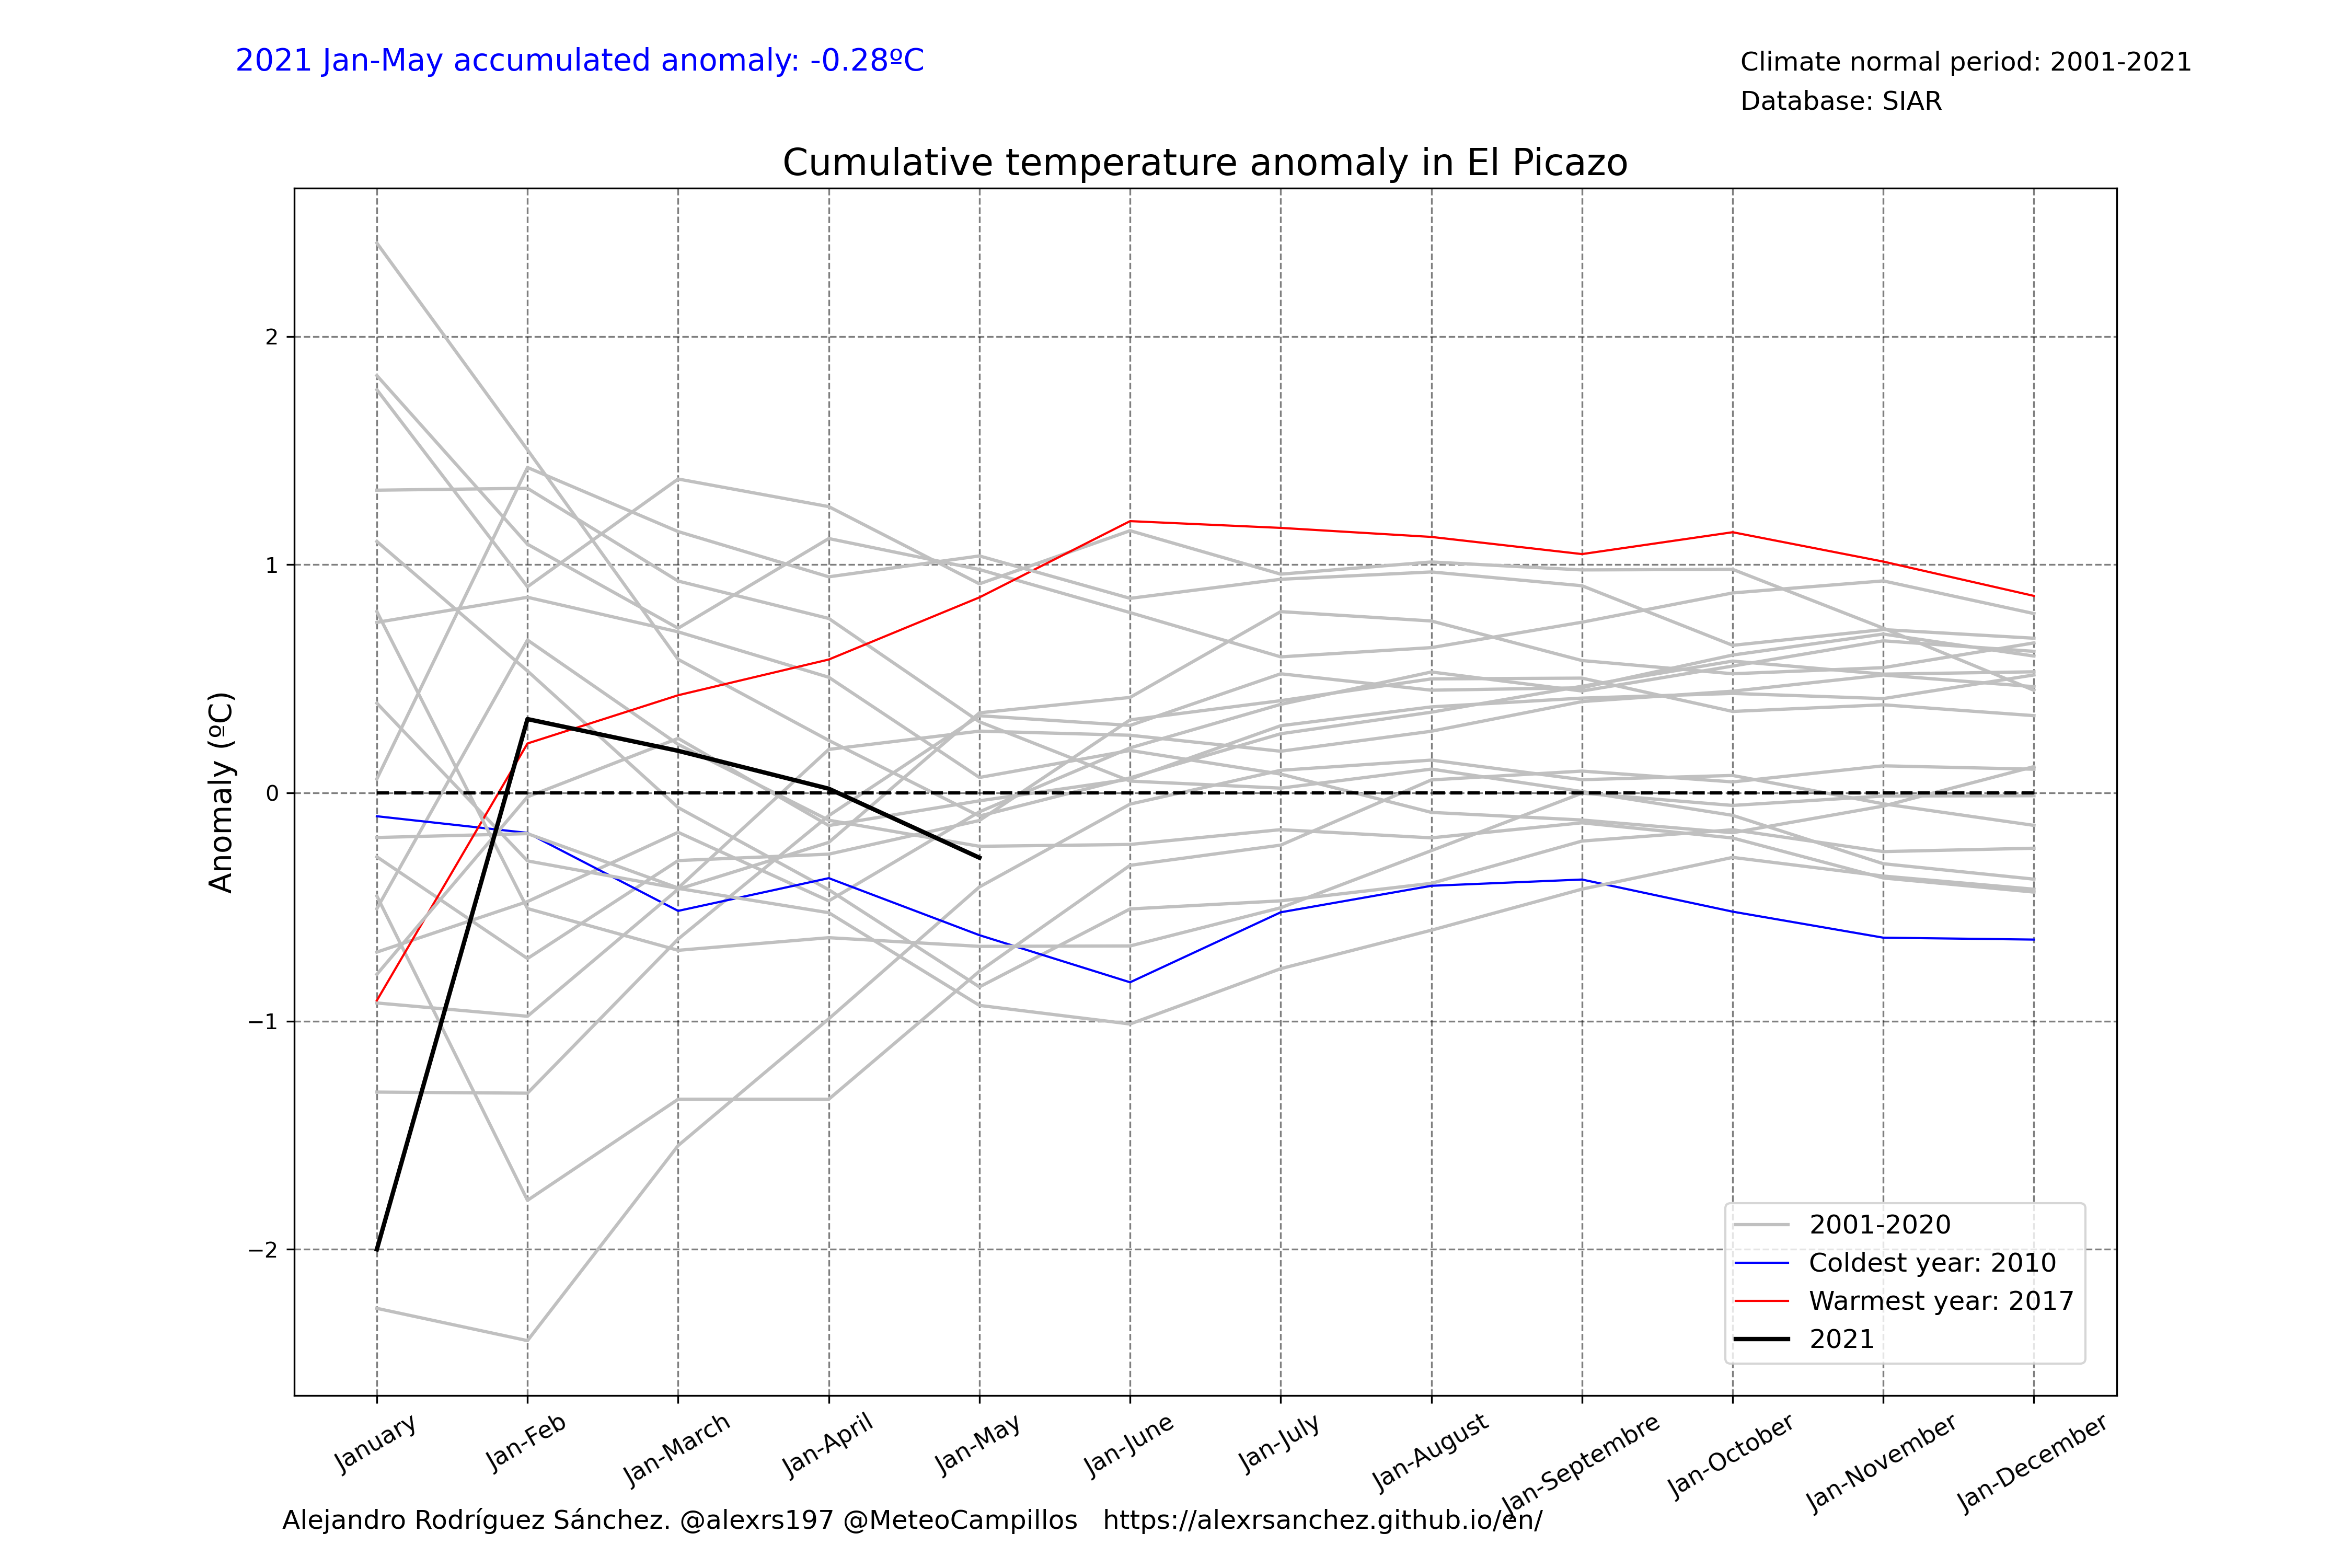 2021 Jan-May accumulated anomaly: -0.28ºC
Climate normal period: 2001-2021
Database: SIAR
Cumulative temperature anomaly in El Picazo
Anomaly (ºC)
2
1
0
−1
−2
2001-2020
Coldest year: 2010
Warmest year: 2017
2021
January
Jan-Feb
Jan-March
Jan-April
Jan-May
Jan-June
Jan-July
Jan-August
Jan-Septembre
Jan-October
Jan-November
Jan-December
Alejandro Rodríguez Sánchez. @alexrs197 @MeteoCampillos   https://alexrsanchez.github.io/en/